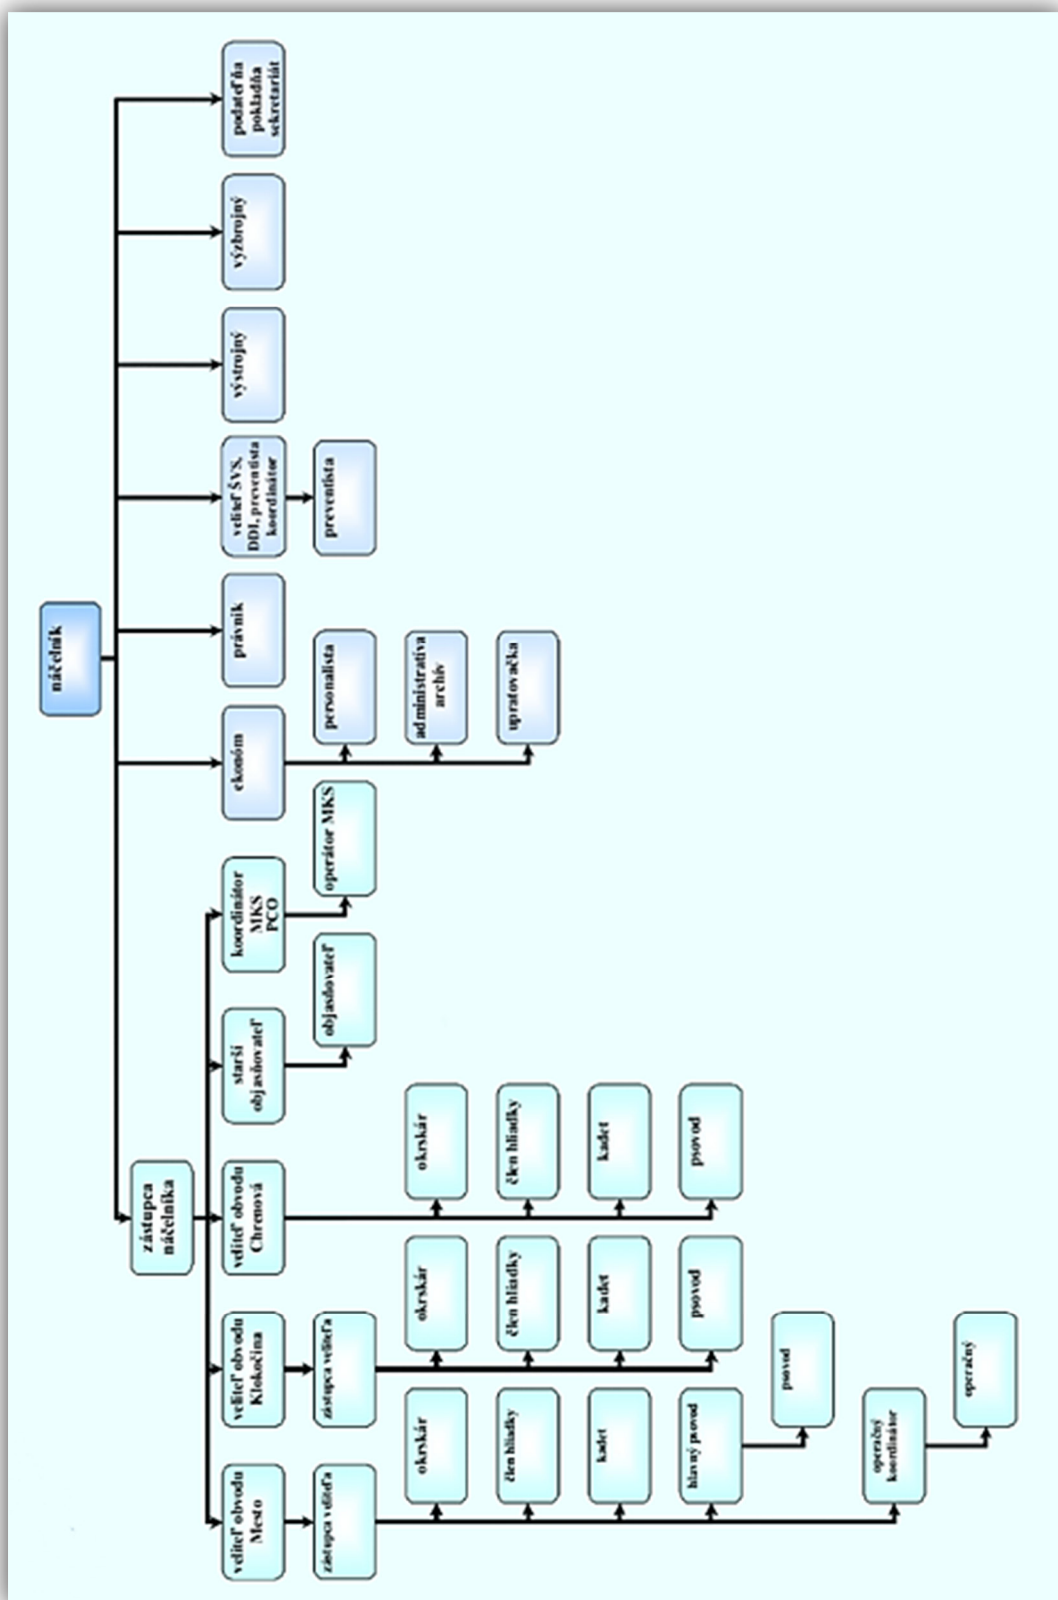 náčelník
zástupca
náčelníka
veliteľ obvodu
Mesto
veliteľ obvodu
Klokočina
veliteľ obvodu
Chrenová
starší
objasňovateľ
koordinátor
MKS
PCO
ekonóm
právnik
veliteľ ŠVS,
DDI, preventista
koordinátor
výstrojný
výzbrojný
podateľňa
pokladňa
sekretariát
zástupca veliteľa
zástupca veliteľa
objasňovateľ
operátor MKS
personalista
preventista
okrskár
okrskár
okrskár
administratíva
archív
člen hliadky
člen hliadky
člen hliadky
upratovačka
kadet
kadet
kadet
hlavný psovod
psovod
psovod
psovod
operačný
koordinátor
operačný